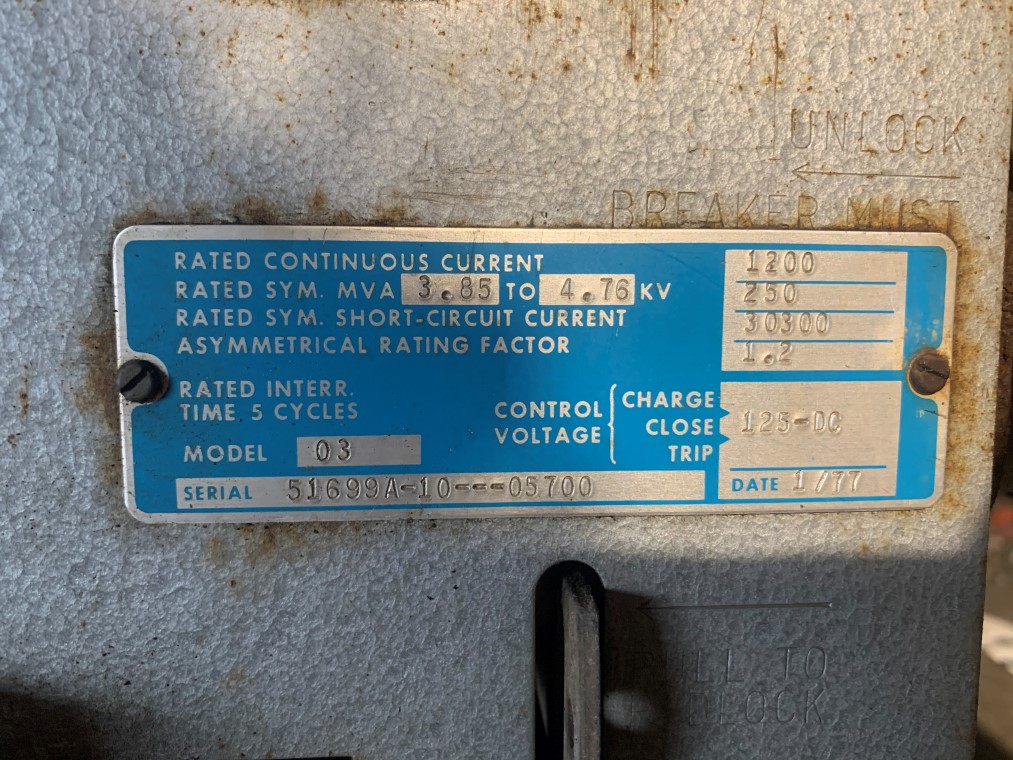 UNLOCK
BREAKER MUST
RATED CONTINUOUS CURRENT 1200
RATED SYM. MVA 3.85 TO 4.76 KV 250
RATED SYM. SHORT-CIRCUIT CURRENT 30300
ASYMMETRICAL RATING FACTOR 1.2
RATED INTERR.
TIME, 5 CYCLES
CONTROL VOLTAGE
CHARGE
CLOSE 125-DC
TRIP
MODEL 03
SERIAL 51699A-10---05700
DATE 1/77
PULL TO